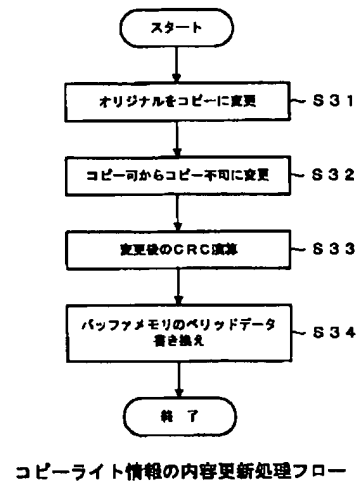 スタート
オリジナルをコピーに変更
S31
コピー可からコピー不可に変更
S32
変更後のCRC演算
S33
バッファメモリのベリッドデータ
書き換え
S34
終了
コピーライト情報の内容更新処理フロー